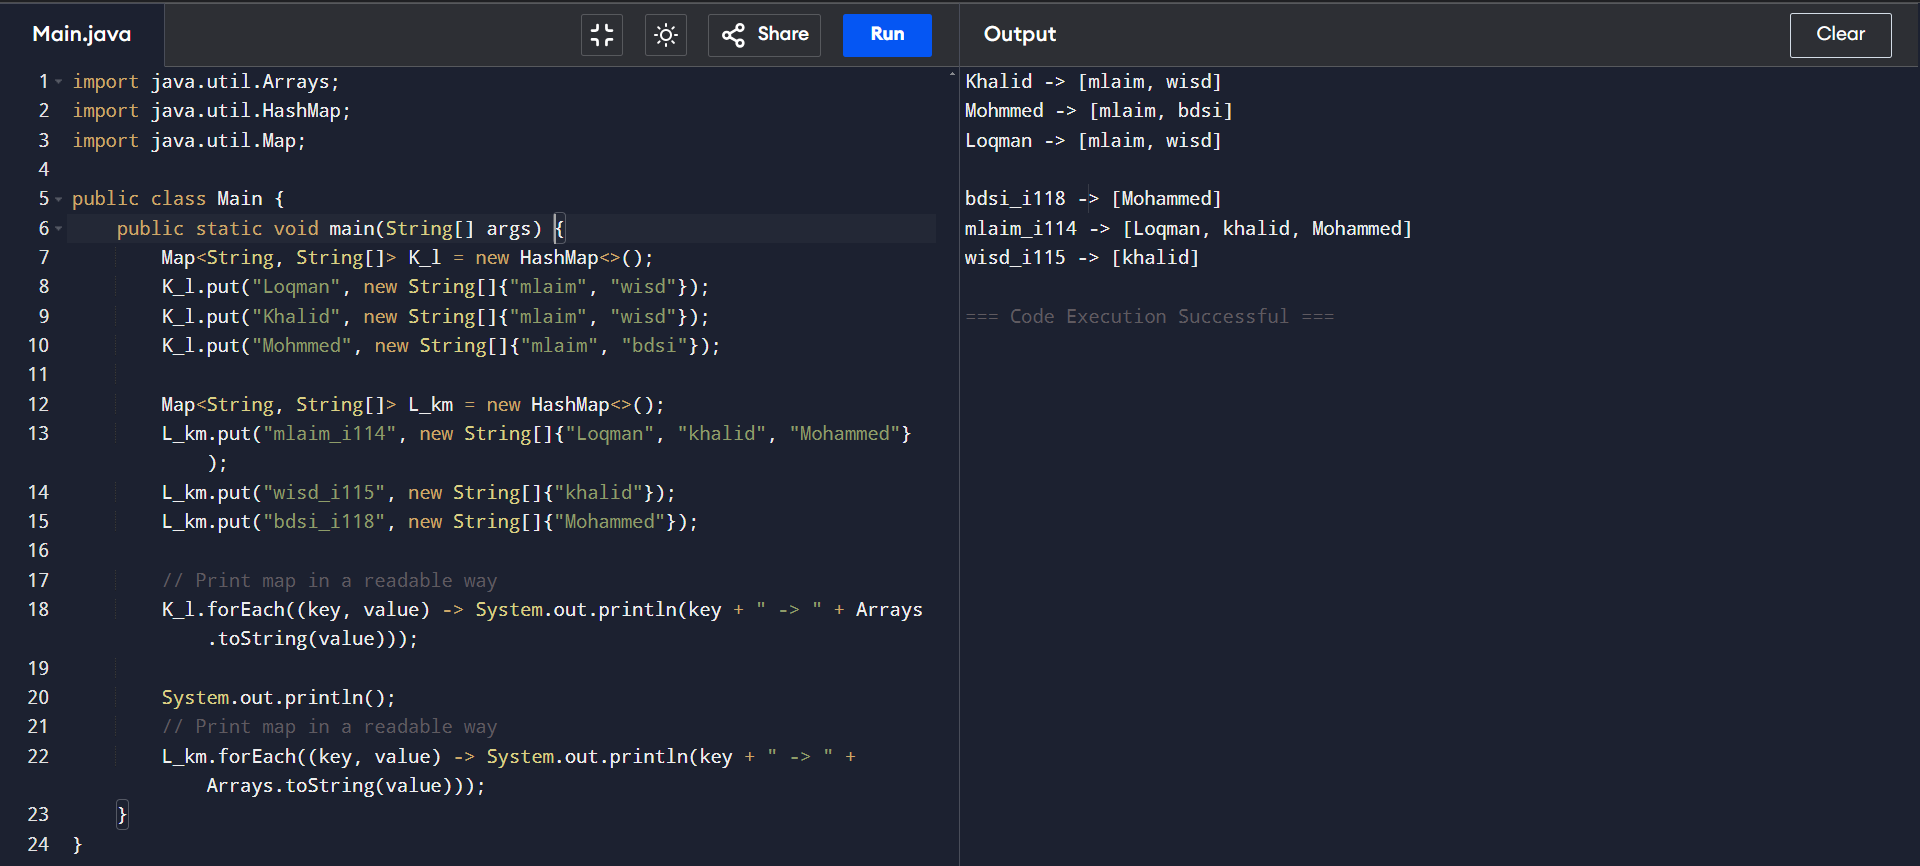 Main.java
Share
Run
Output
Clear
1 import java.util.Arrays;
2 import java.util.HashMap;
3 import java.util.Map;
4
5 public class Main {
6     public static void main(String[] args) {
7         Map<String, String[]> K_l = new HashMap<>();
8         K_l.put("Loqman", new String[]{"mlaim", "wisd"});
9         K_l.put("Khalid", new String[]{"mlaim", "wisd"});
10         K_l.put("Mohmmed", new String[]{"mlaim", "bdsi"});
11
12         Map<String, String[]> L_km = new HashMap<>();
13         L_km.put("mlaim_i114", new String[]{"Loqman", "khalid", "Mohammed"}
            );
14         L_km.put("wisd_i115", new String[]{"khalid"});
15         L_km.put("bdsi_i118", new String[]{"Mohammed"});
16
17         // Print map in a readable way
18         K_l.forEach((key, value) -> System.out.println(key + " -> " + Arrays
            .toString(value)));
19
20         System.out.println();
21         // Print map in a readable way
22         L_km.forEach((key, value) -> System.out.println(key + " -> " +
            Arrays.toString(value)));
23     }
24 }
Khalid -> [mlaim, wisd]
Mohmmed -> [mlaim, bdsi]
Loqman -> [mlaim, wisd]
bdsi_i118 -> [Mohammed]
mlaim_i114 -> [Loqman, khalid, Mohammed]
wisd_i115 -> [khalid]
=== Code Execution Successful ===